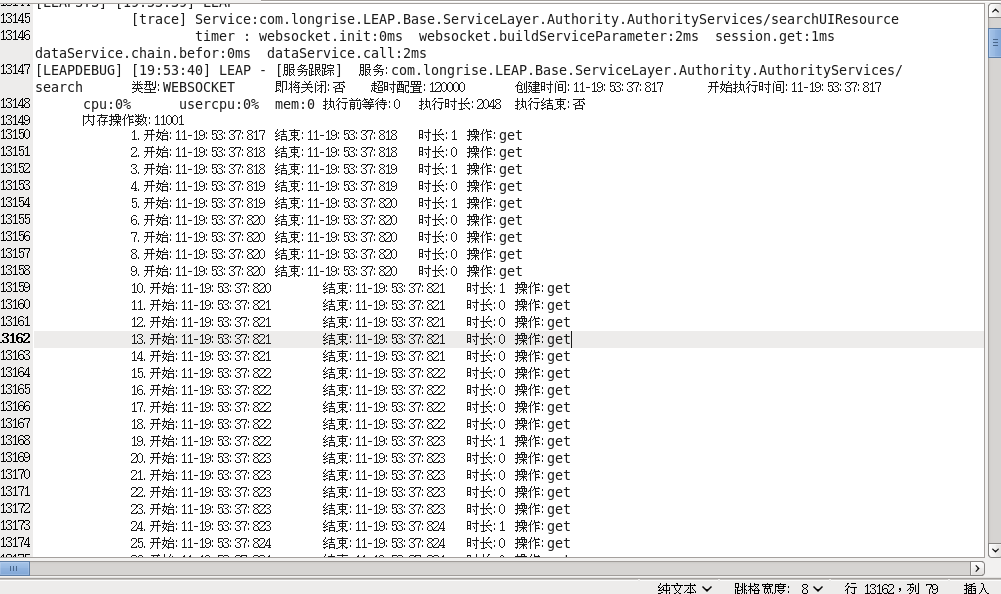 13145 [trace] Service:com.longrise.LEAP.Base.ServiceLayer.Authority.AuthorityServices/searchUIResource
13146 timer : websocket.init:0ms websocket.buildServiceParameter:2ms session.get:1ms
dataService.chain.befor:0ms dataService.call:2ms
13147 [LEAPDEBUG] [19:53:40] LEAP - [服务跟踪] 服务:com.longrise.LEAP.Base.ServiceLayer.Authority.AuthorityServices/
search 类型:WEBSOCKET 即将关闭:否 超时配置:120000 创建时间:11-19:53:37:817 开始执行时间:11-19:53:37:817
13148 cpu:0% usercpu:0% mem:0 执行前等待:0 执行时长:2048 执行结束:否
13149 内存操作数:11001
13150 1.开始:11-19:53:37:817 结束:11-19:53:37:818 时长:1 操作:get
13151 2.开始:11-19:53:37:818 结束:11-19:53:37:818 时长:0 操作:get
13152 3.开始:11-19:53:37:818 结束:11-19:53:37:819 时长:1 操作:get
13153 4.开始:11-19:53:37:819 结束:11-19:53:37:819 时长:0 操作:get
13154 5.开始:11-19:53:37:819 结束:11-19:53:37:820 时长:1 操作:get
13155 6.开始:11-19:53:37:820 结束:11-19:53:37:820 时长:0 操作:get
13156 7.开始:11-19:53:37:820 结束:11-19:53:37:820 时长:0 操作:get
13157 8.开始:11-19:53:37:820 结束:11-19:53:37:820 时长:0 操作:get
13158 9.开始:11-19:53:37:820 结束:11-19:53:37:820 时长:0 操作:get
13159 10.开始:11-19:53:37:820 结束:11-19:53:37:821 时长:1 操作:get
13160 11.开始:11-19:53:37:821 结束:11-19:53:37:821 时长:0 操作:get
13161 12.开始:11-19:53:37:821 结束:11-19:53:37:821 时长:0 操作:get
13162 13.开始:11-19:53:37:821 结束:11-19:53:37:821 时长:0 操作:get
13163 14.开始:11-19:53:37:821 结束:11-19:53:37:821 时长:0 操作:get
13164 15.开始:11-19:53:37:822 结束:11-19:53:37:822 时长:0 操作:get
13165 16.开始:11-19:53:37:822 结束:11-19:53:37:822 时长:0 操作:get
13166 17.开始:11-19:53:37:822 结束:11-19:53:37:822 时长:0 操作:get
13167 18.开始:11-19:53:37:822 结束:11-19:53:37:822 时长:0 操作:get
13168 19.开始:11-19:53:37:822 结束:11-19:53:37:823 时长:1 操作:get
13169 20.开始:11-19:53:37:823 结束:11-19:53:37:823 时长:0 操作:get
13170 21.开始:11-19:53:37:823 结束:11-19:53:37:823 时长:0 操作:get
13171 22.开始:11-19:53:37:823 结束:11-19:53:37:823 时长:0 操作:get
13172 23.开始:11-19:53:37:823 结束:11-19:53:37:823 时长:0 操作:get
13173 24.开始:11-19:53:37:823 结束:11-19:53:37:824 时长:1 操作:get
13174 25.开始:11-19:53:37:824 结束:11-19:53:37:824 时长:0 操作:get
纯文本 跳格宽度: 8 行 13162，列 79 插入